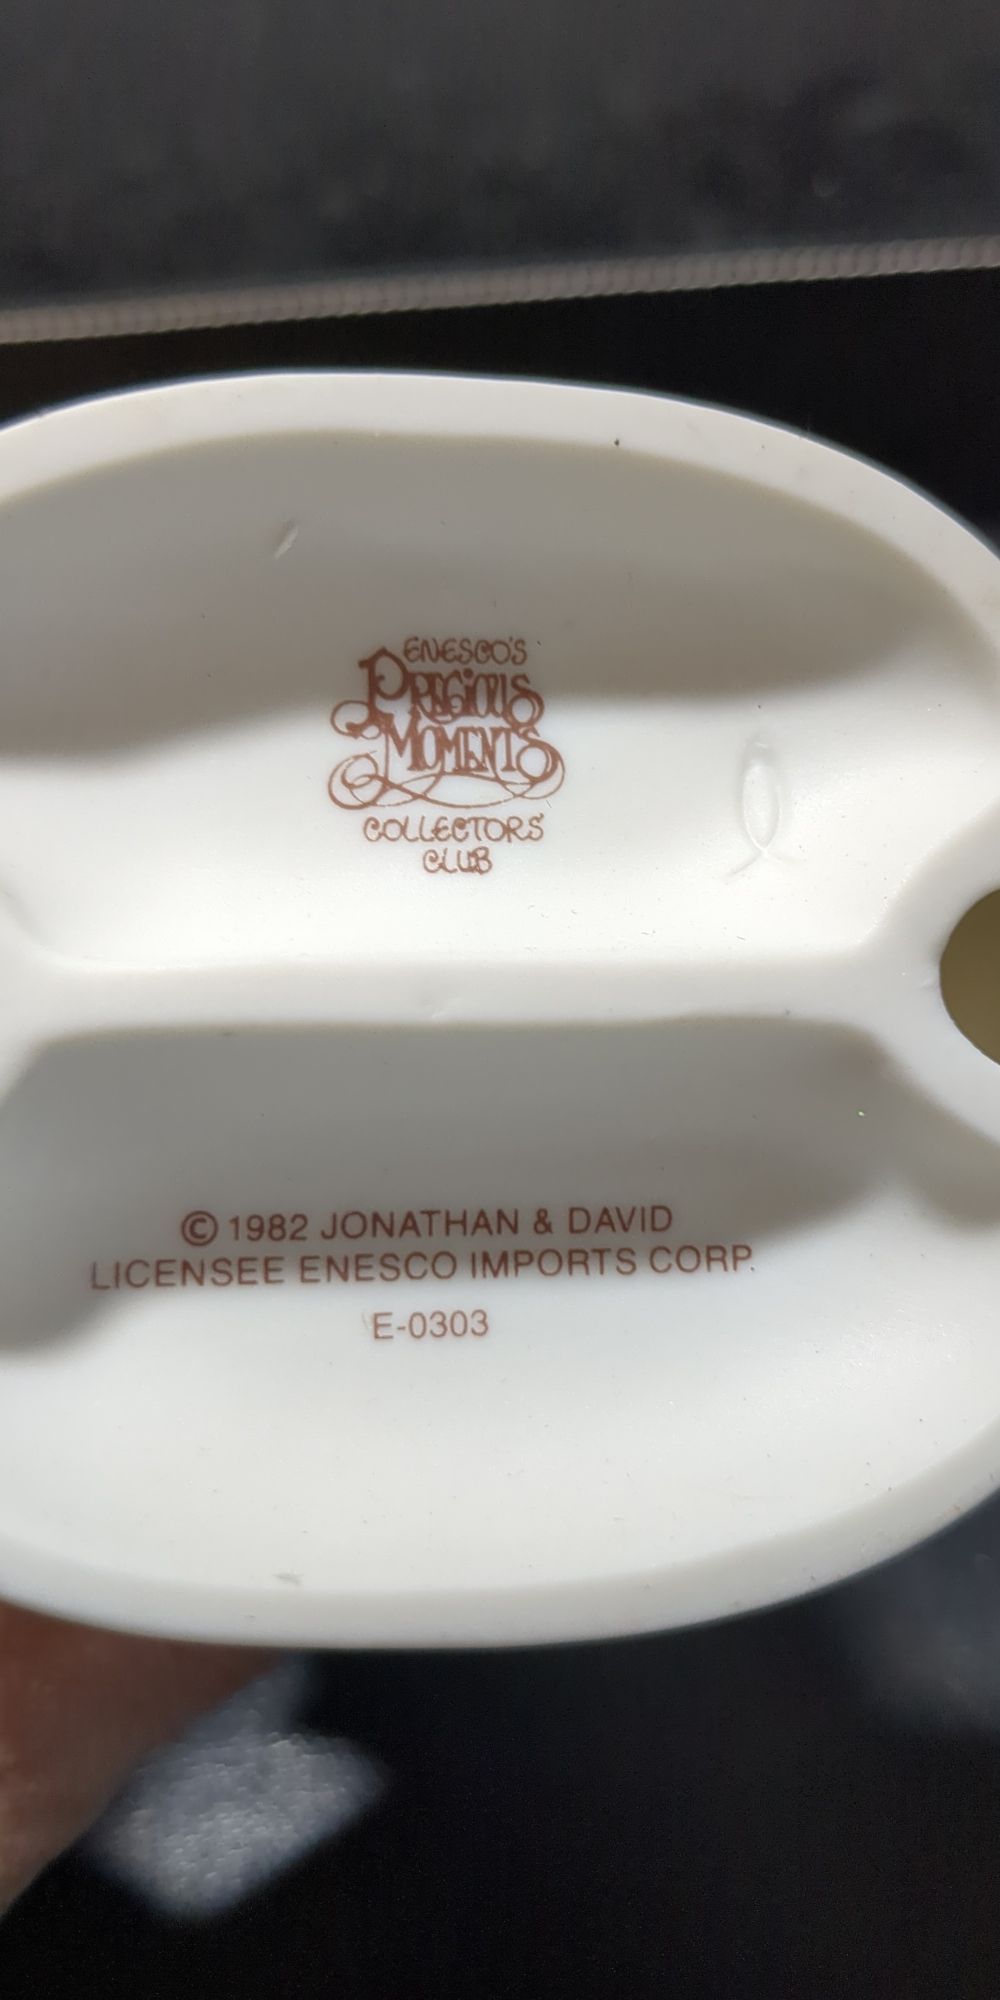 ENESCO'S
PRECIOUS
MOMENTS
COLLECTORS'
CLUB
© 1982 JONATHAN & DAVID
LICENSEE ENESCO IMPORTS CORP.
E-0303